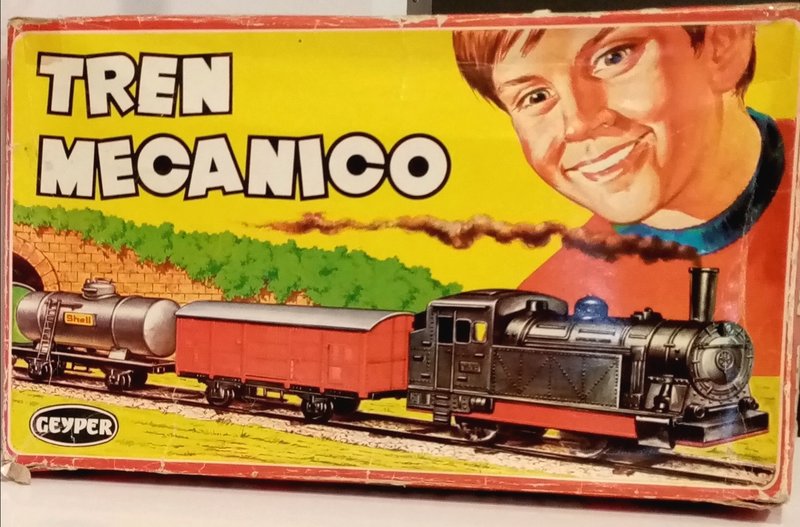 TREN
MECANICO
Shell
GEYPER